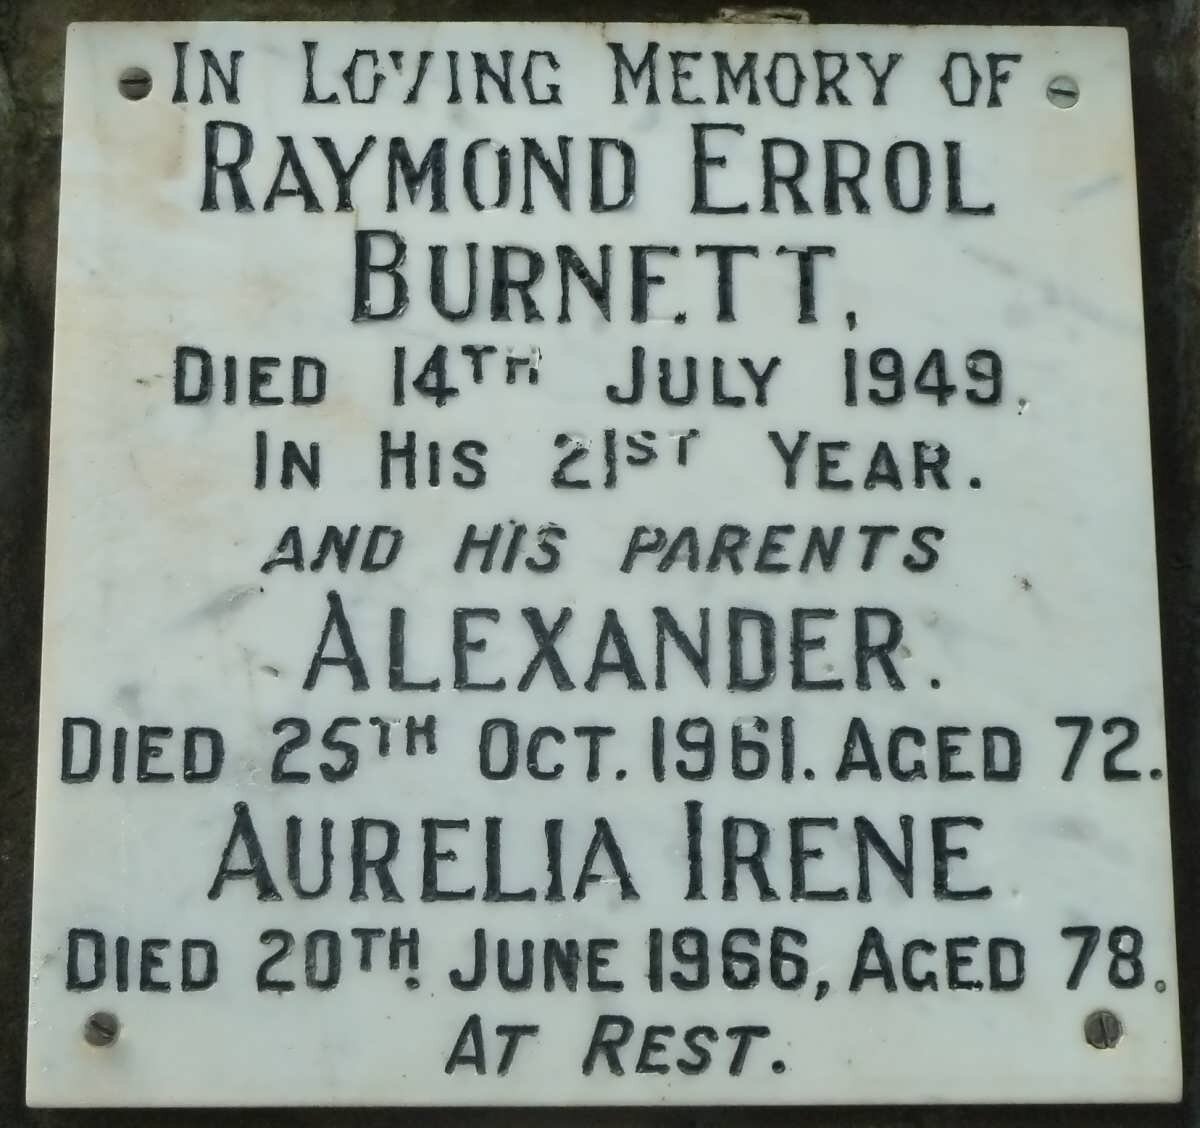 IN LOVING MEMORY OF
RAYMOND ERROL
BURNETT,
DIED 14TH JULY 1949,
IN HIS 21ST YEAR.
AND HIS PARENTS
ALEXANDER.
DIED 25TH OCT. 1961. AGED 72.
AURELIA IRENE
DIED 20TH. JUNE 1966, AGED 78.
AT REST.